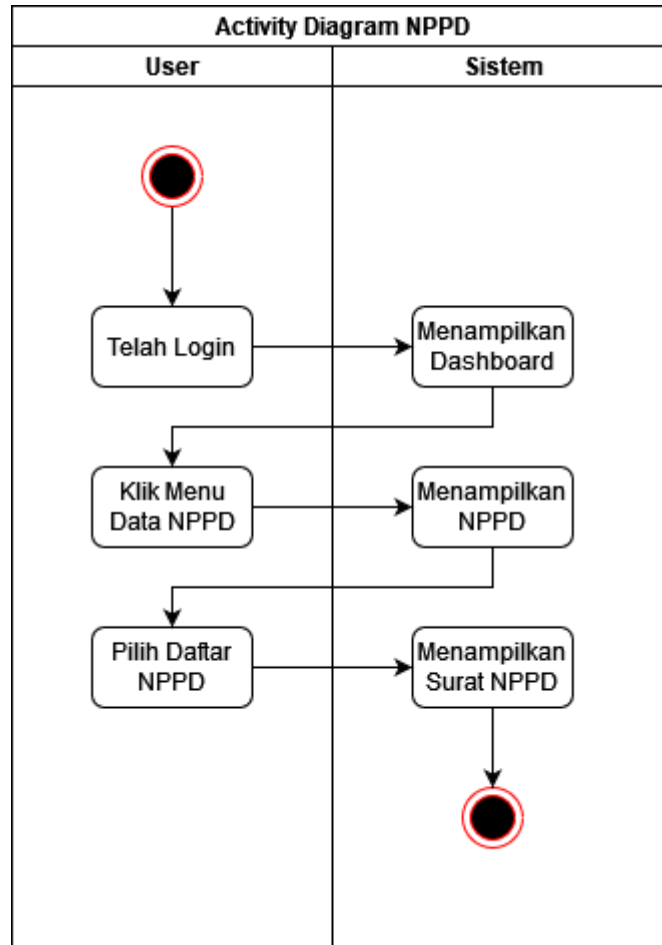 Activity Diagram NPPD
User
Sistem
Telah Login
Menampilkan
Dashboard
Klik Menu
Data NPPD
Menampilkan
NPPD
Pilih Daftar
NPPD
Menampilkan
Surat NPPD